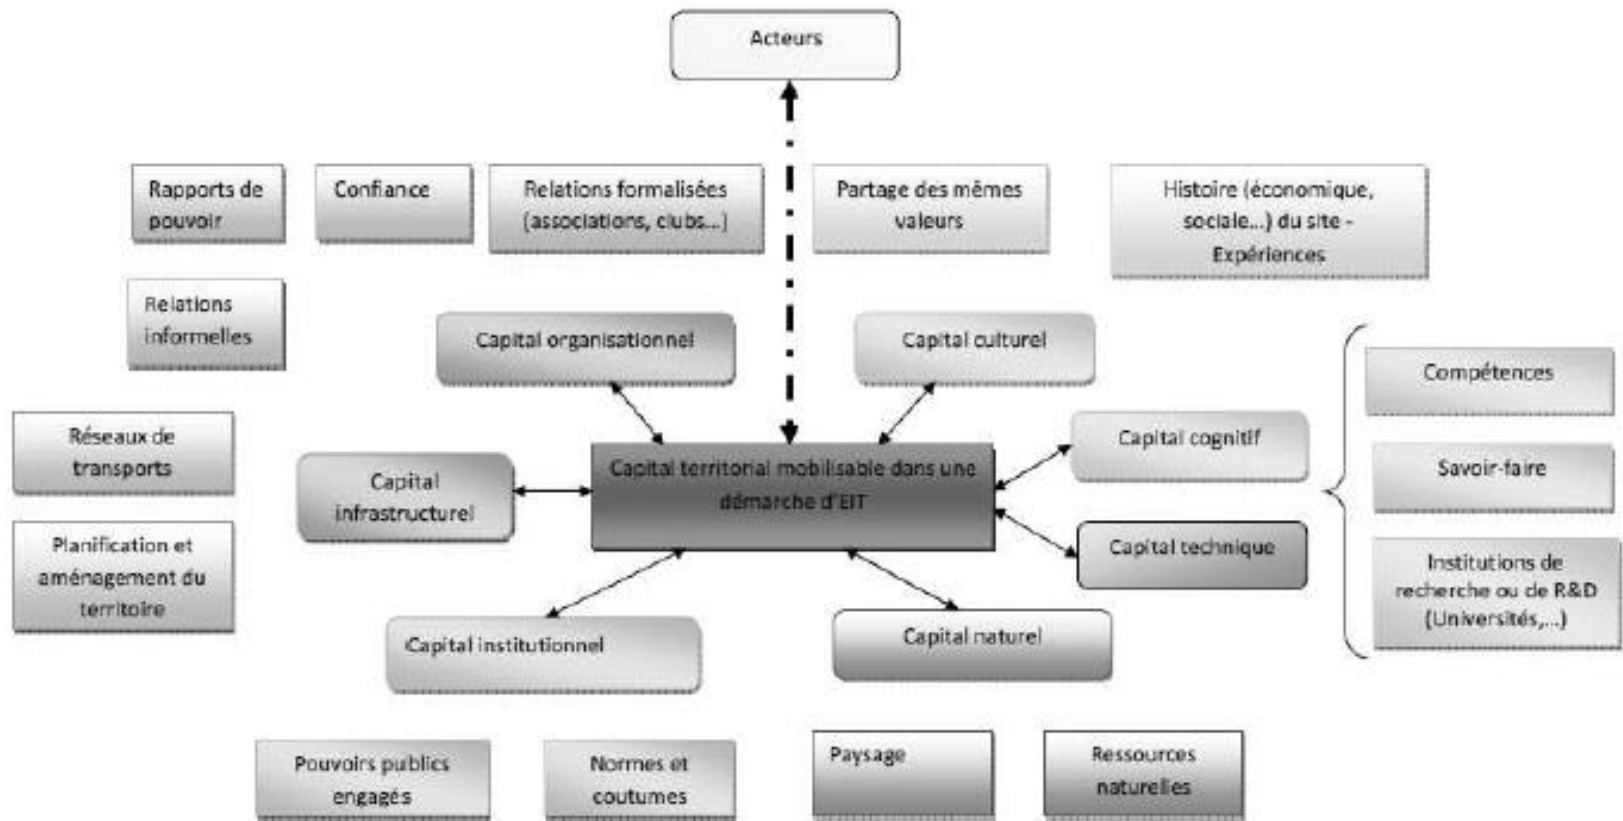 Acteurs
Rapports de
pouvoir
Confiance
Relations formalisées
(associations, clubs...)
Partage des mêmes
valeurs
Histoire (économique,
sociale...) du site -
Expériences
Relations
informelles
Capital organisationnel
Capital culturel
Compétences
Réseaux de
transports
Capital
infrastructurel
Capital territorial mobilisable dans une
démarche d'EIT
Capital cognitif
Savoir-faire
Planification et
aménagement du
territoire
Capital technique
Institutions de
recherche ou de R&D
(Universités,...)
Capital institutionnel
Capital naturel
Pouvoirs publics
engagés
Normes et
coutumes
Paysage
Ressources
naturelles